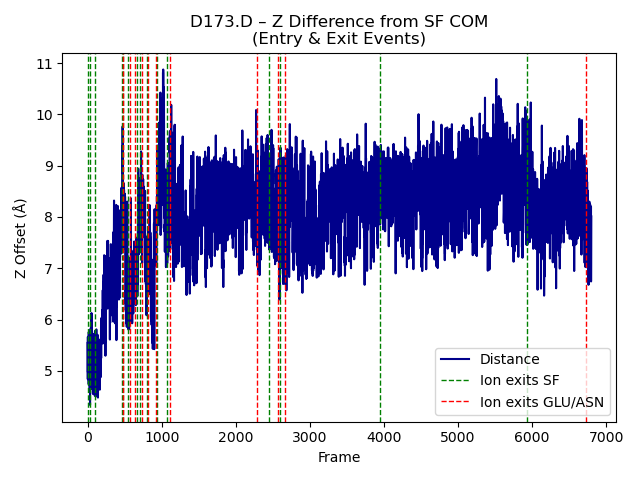 D173.D – Z Difference from SF COM
(Entry & Exit Events)
Z Offset (Å)
11
10
9
8
7
6
5
Distance
Ion exits SF
Ion exits GLU/ASN
0
1000
2000
3000
4000
5000
6000
7000
Frame